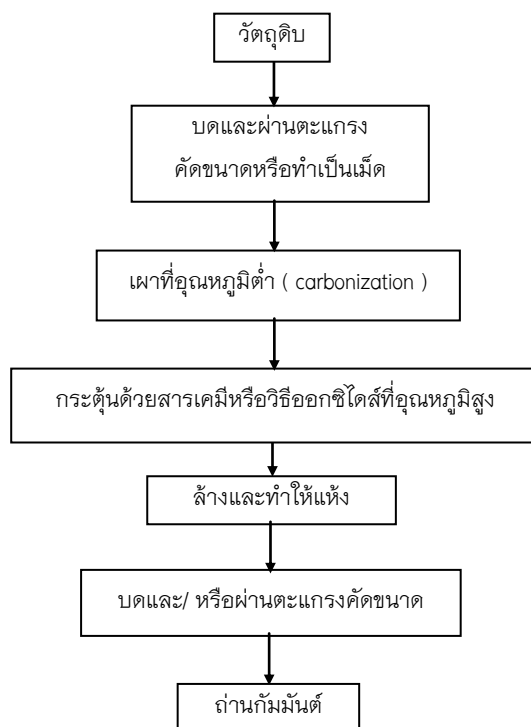 วัตถุดิบ
บดและผ่านตะแกรง
คัดขนาดหรือทำเป็นเม็ด
เผาที่อุณหภูมิต่ำ ( carbonization )
กระตุ้นด้วยสารเคมีหรือวิธีออกซิไดส์ที่อุณหภูมิสูง
ล้างและทำให้แห้ง
บดและ/ หรือผ่านตะแกรงคัดขนาด
ถ่านกัมมันต์